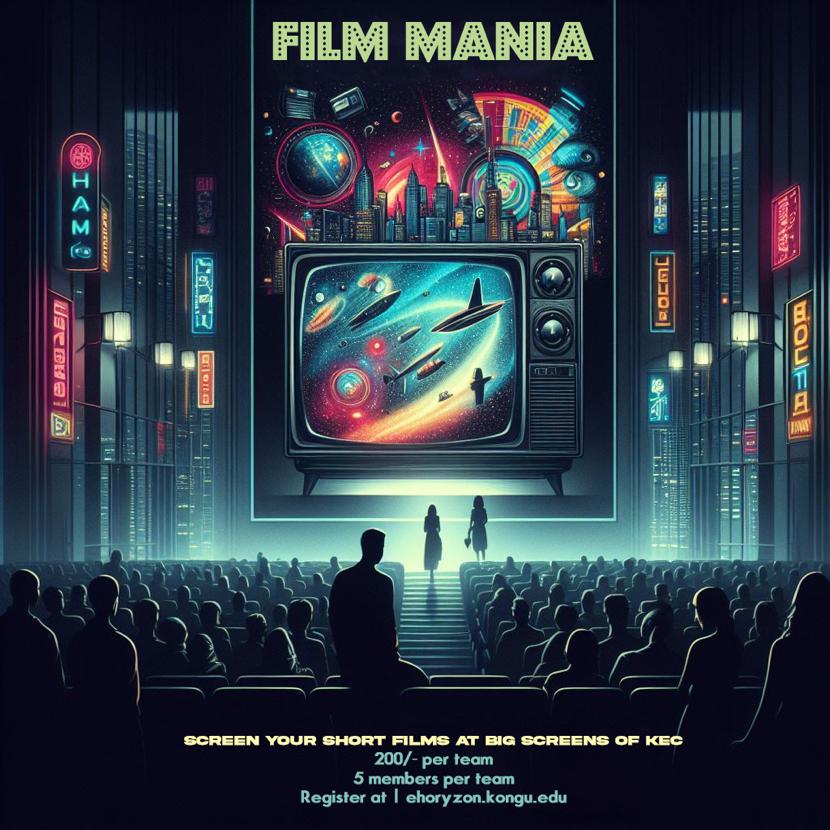 FILM MANIA
HAM
SCREEN YOUR SHORT FILMS AT BIG SCREENS OF KEC
200/- per team
5 members per team
Register at | ehoryzon.kongu.edu